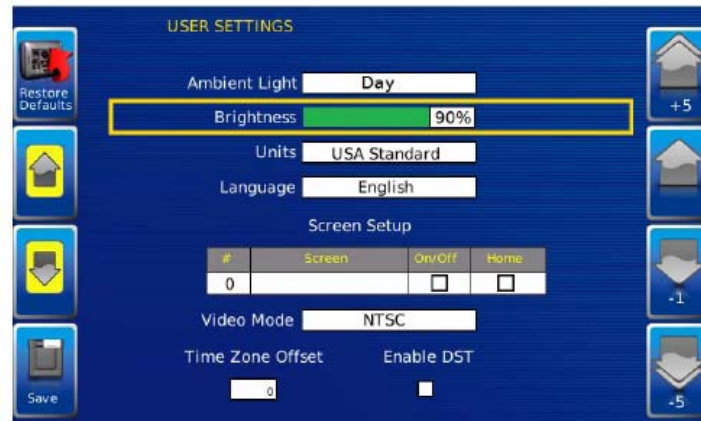 USER SETTINGS
Restore
Defaults
Ambient Light Day
+5
Brightness 90%
Units USA Standard
Language English
Screen Setup
# Screen On/Off Home
0
-1
Video Mode NTSC
Time Zone Offset Enable DST
0
Save
-5